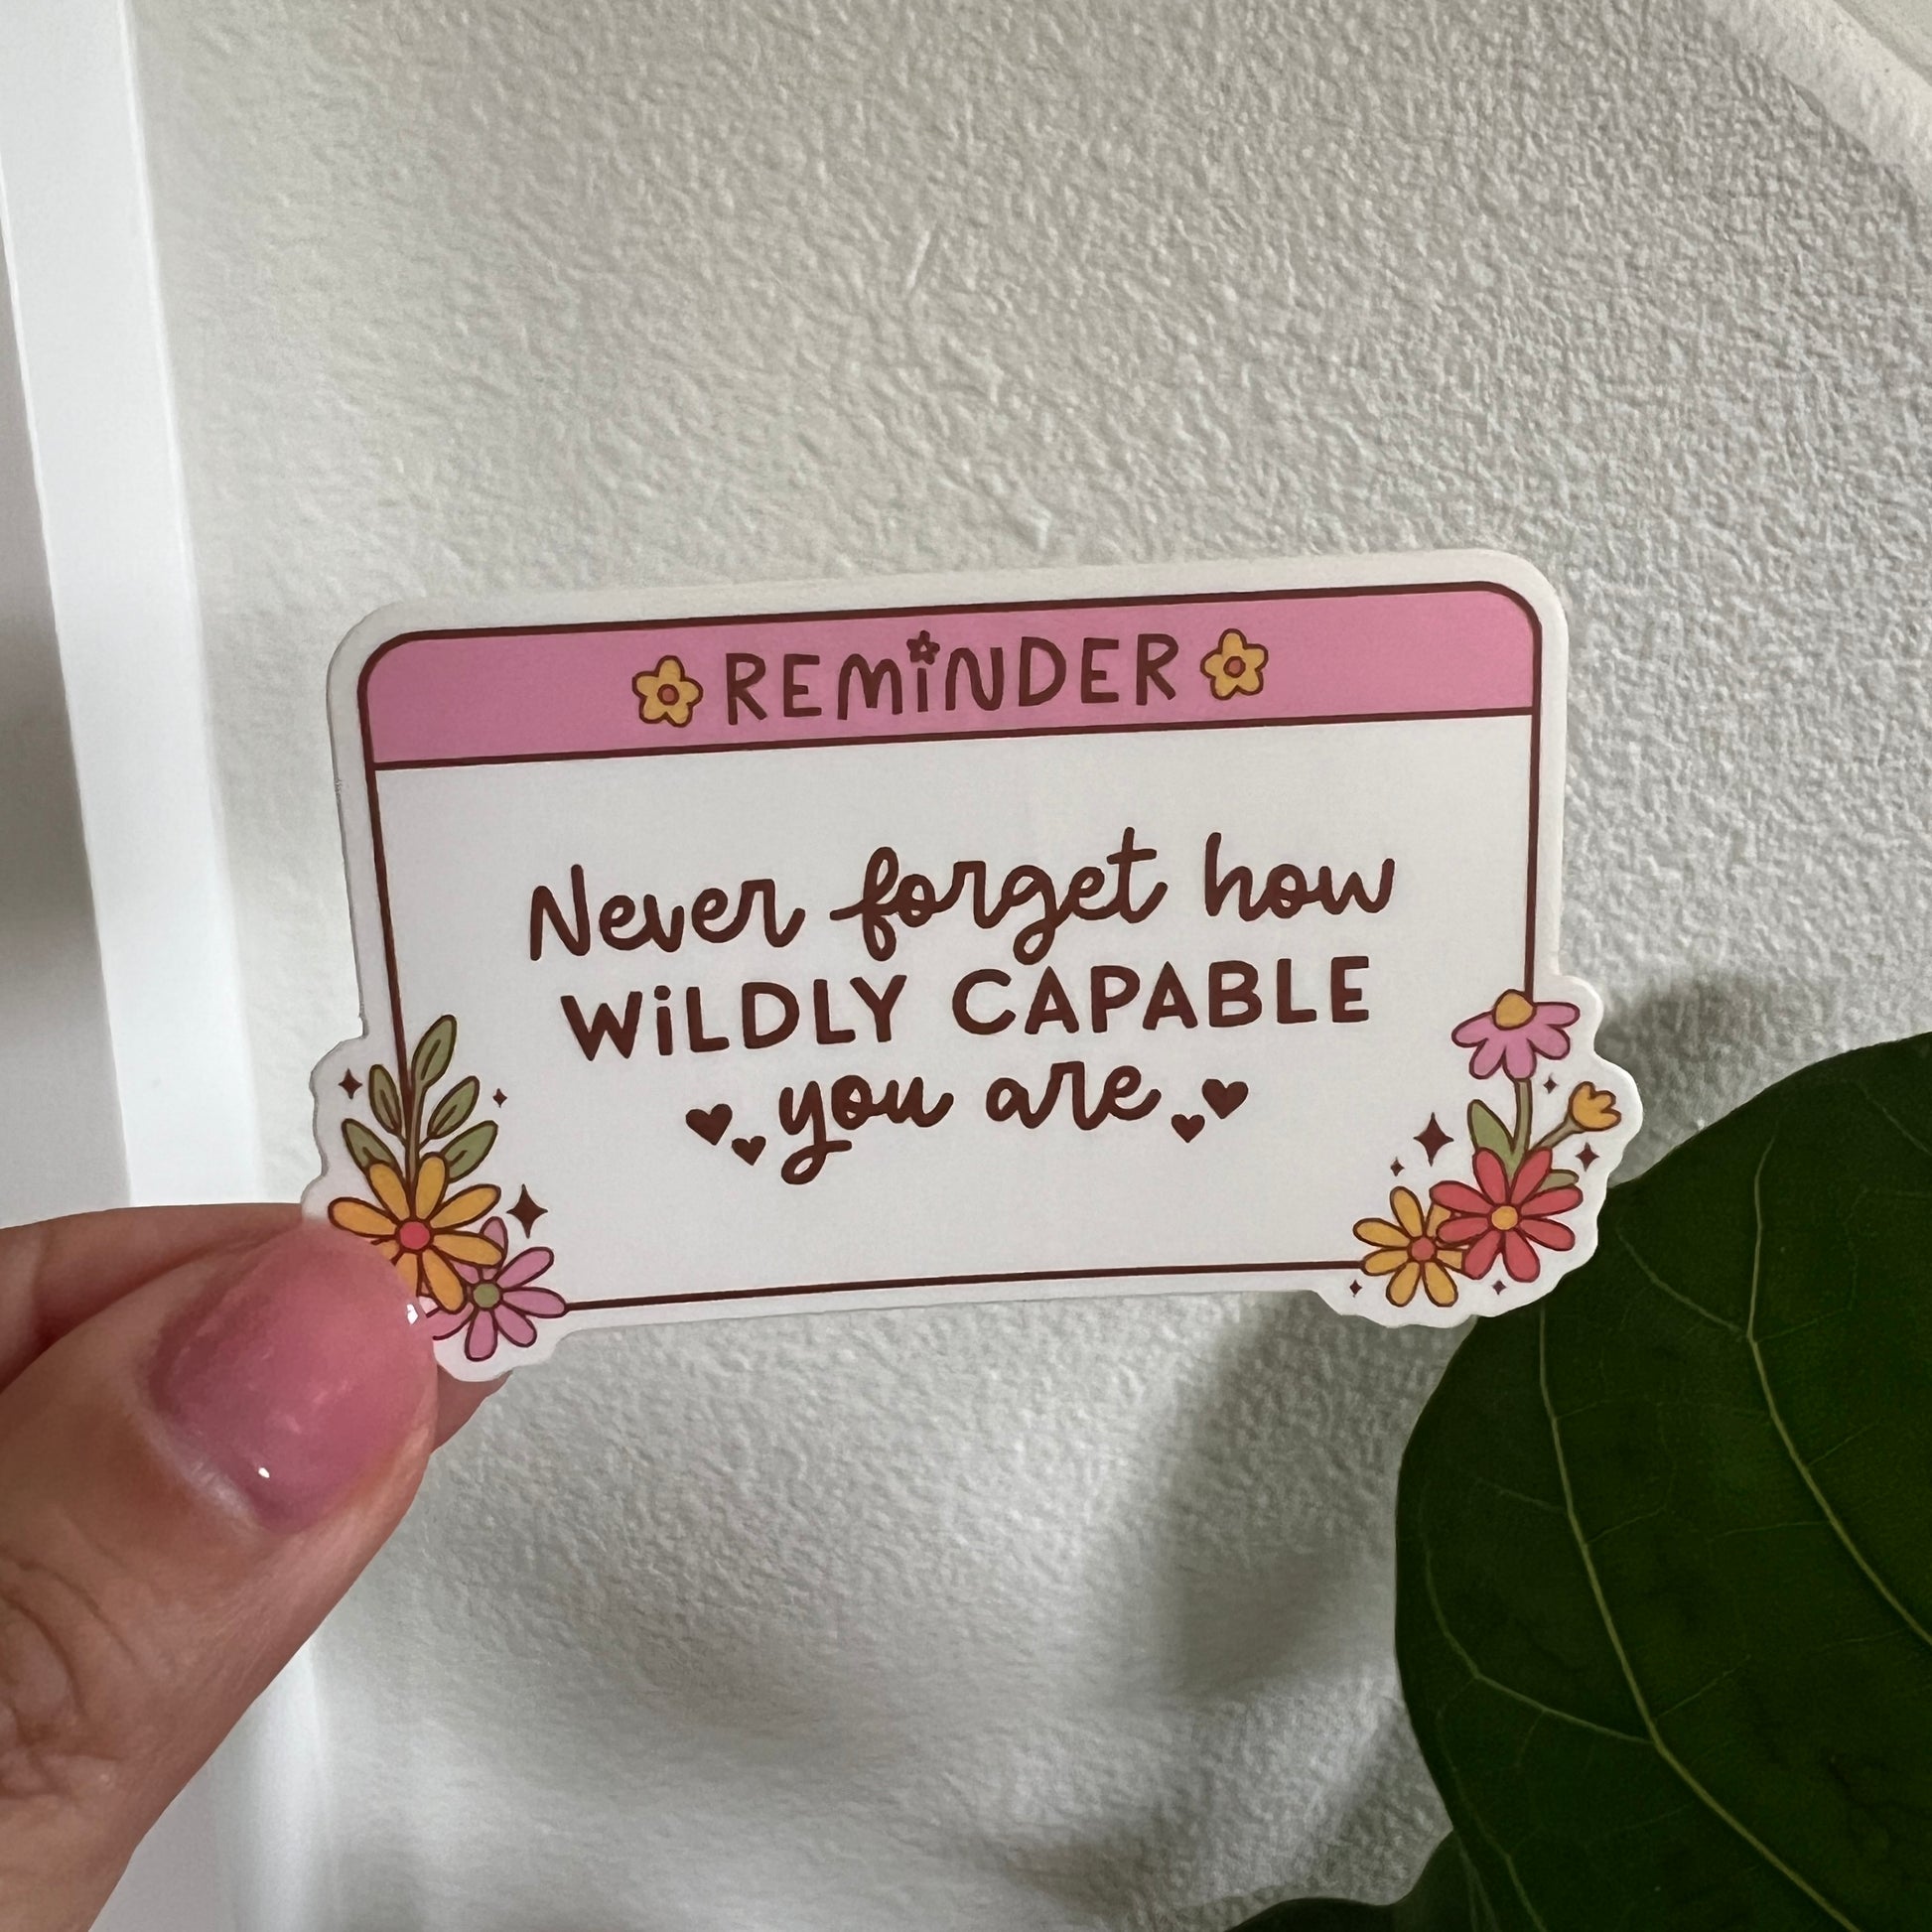 REMiNDER
Never forget how
WiLDLY CAPABLE
you are